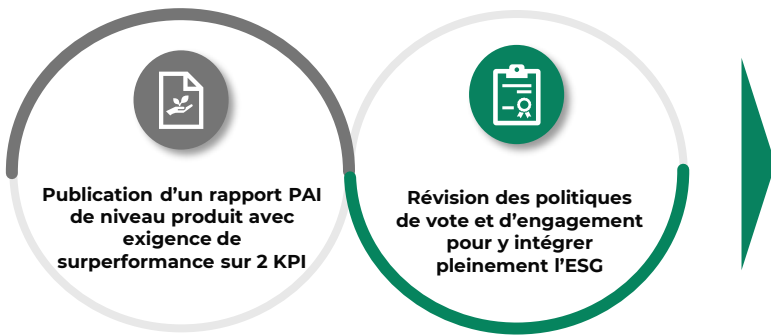 Publication d’un rapport PAI
de niveau produit avec
exigence de
surperformance sur 2 KPI
Révision des politiques
de vote et d’engagement
pour y intégrer
pleinement l’ESG